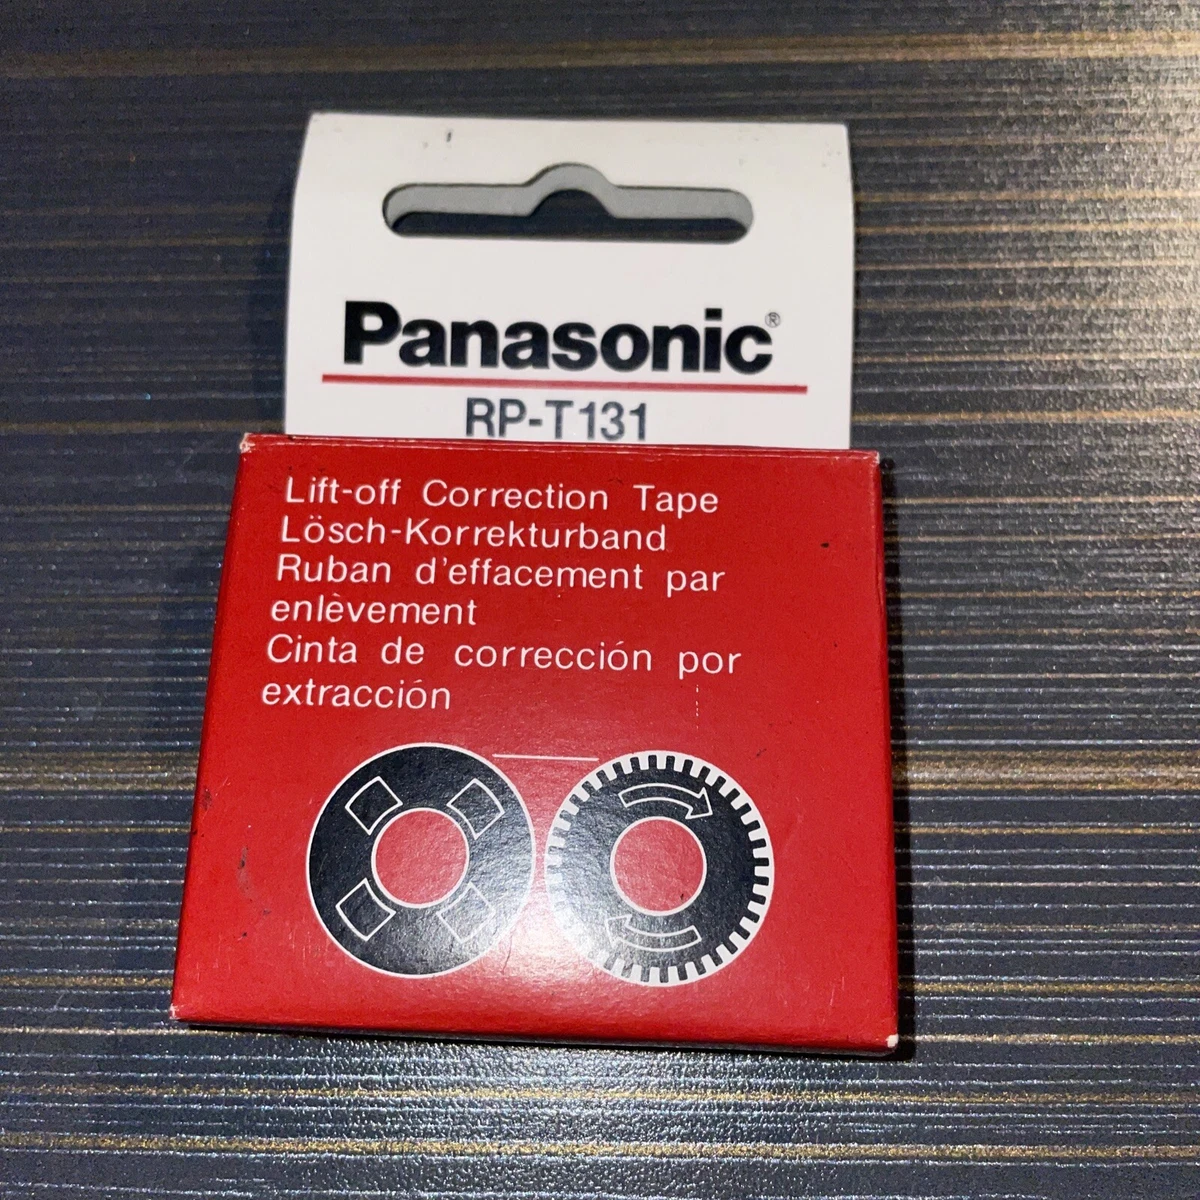 Panasonic®
RP-T131
Lift-off Correction Tape
Lösch-Korrekturband
Ruban d'effacement par
enlèvement
Cinta de corrección por
extracción